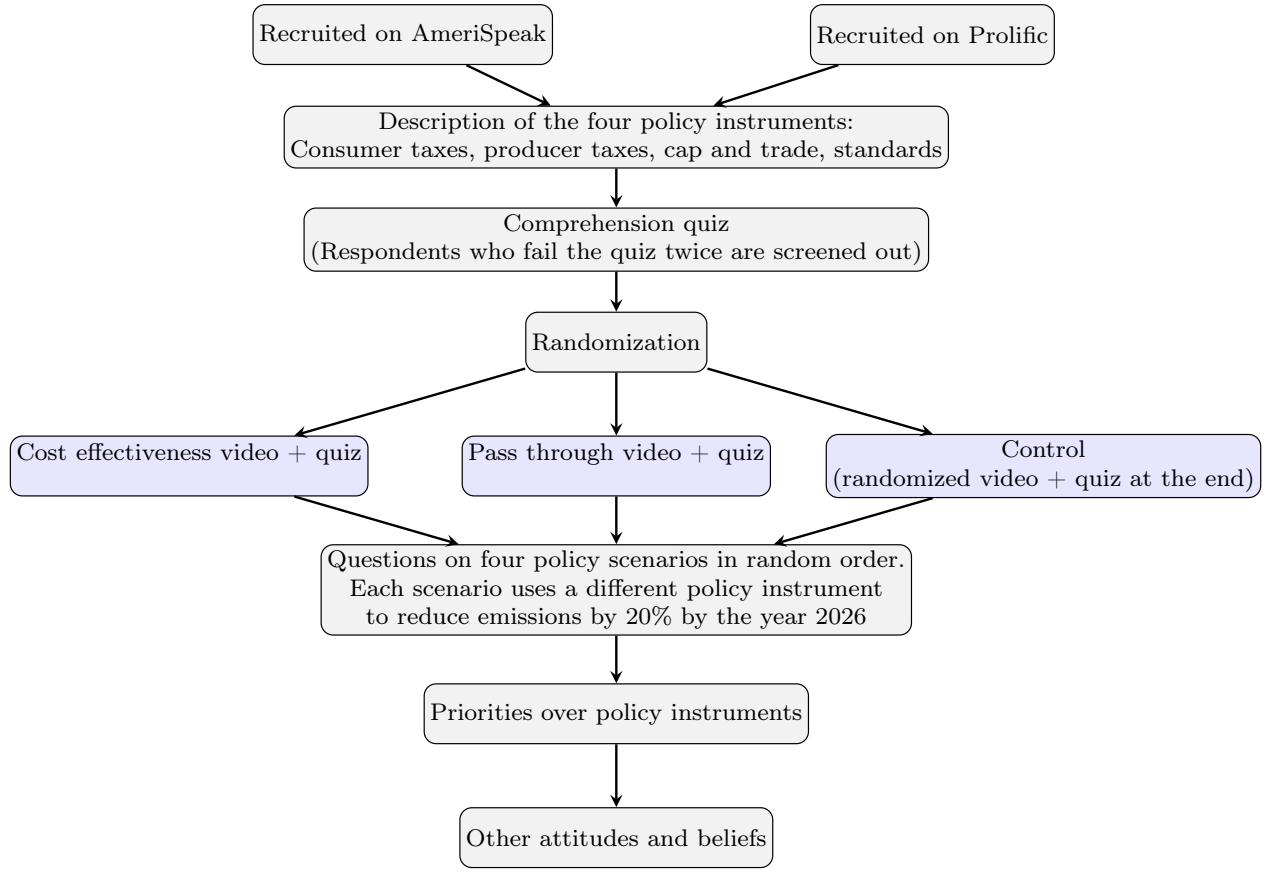 Recruited on AmeriSpeak
Recruited on Prolific
Description of the four policy instruments:
Consumer taxes, producer taxes, cap and trade, standards
Comprehension quiz
(Respondents who fail the quiz twice are screened out)
Randomization
Cost effectiveness video + quiz
Pass through video + quiz
Control
(randomized video + quiz at the end)
Questions on four policy scenarios in random order.
Each scenario uses a different policy instrument
to reduce emissions by 20% by the year 2026
Priorities over policy instruments
Other attitudes and beliefs